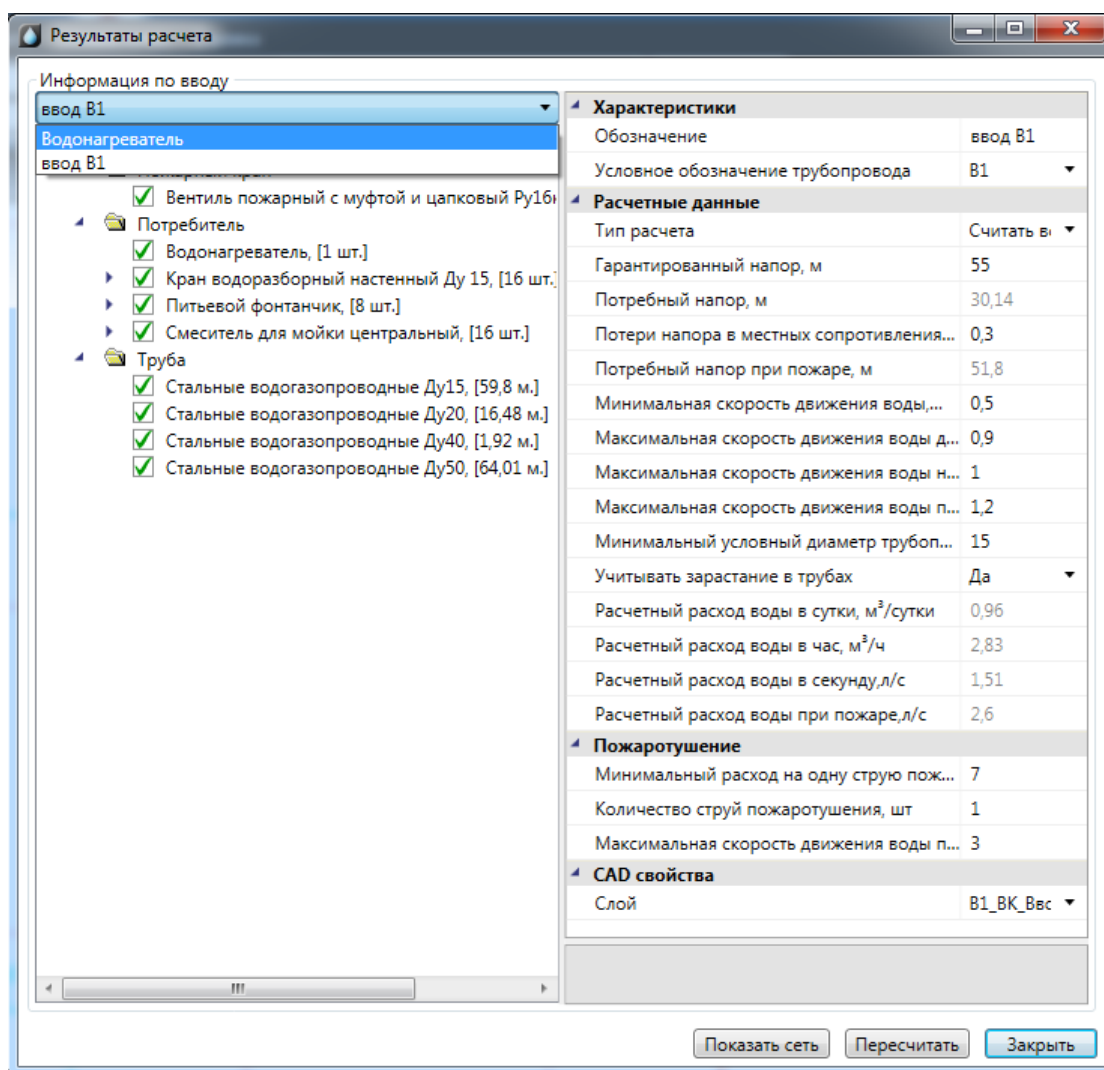 Результаты расчета
Информация по вводу
ввод В1
Водонагреватель
ввод В1
Вентиль пожарный с муфтой и цапковый Ру16
Потребитель
Водонагреватель, [1 шт.]
Кран водоразборный настенный Ду 15, [16 шт.]
Питьевой фонтанчик, [8 шт.]
Смеситель для мойки центральный, [16 шт.]
Труба
Стальные водогазопроводные Ду15, [59,8 м.]
Стальные водогазопроводные Ду20, [16,48 м.]
Стальные водогазопроводные Ду40, [1,92 м.]
Стальные водогазопроводные Ду50, [64,01 м.]
Характеристики
Обозначение ввод В1
Условное обозначение трубопровода В1
Расчетные данные
Тип расчета Считать
Гарантированный напор, м 55
Потребный напор, м 30,14
Потери напора в местных сопротивления... 0,3
Потребный напор при пожаре, м 51,8
Минимальная скорость движения воды,... 0,5
Максимальная скорость движения воды д... 0,9
Максимальная скорость движения воды н... 1
Максимальная скорость движения воды п... 1,2
Минимальный условный диаметр трубоп... 15
Учитывать зарастание в трубах Да
Расчетный расход воды в сутки, м³/сутки 0,96
Расчетный расход воды в час, м³/ч 2,83
Расчетный расход воды в секунду,л/с 1,51
Расчетный расход воды при пожаре,л/с 2,6
Пожаротушение
Минимальный расход на одну струю пож... 7
Количество струй пожаротушения, шт 1
Максимальная скорость движения воды п... 3
CAD свойства
Слой В1_ВК_Ввс
Показать сеть Пересчитать Закрыть